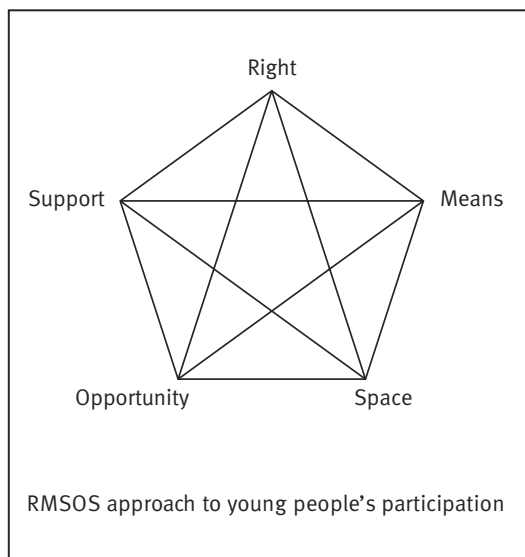 Right
Support
Means
Opportunity
Space
RMSOS approach to young people’s participation